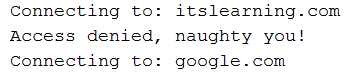 Connecting to: itslearning.com
Access denied, naughty you!
Connecting to: google.com